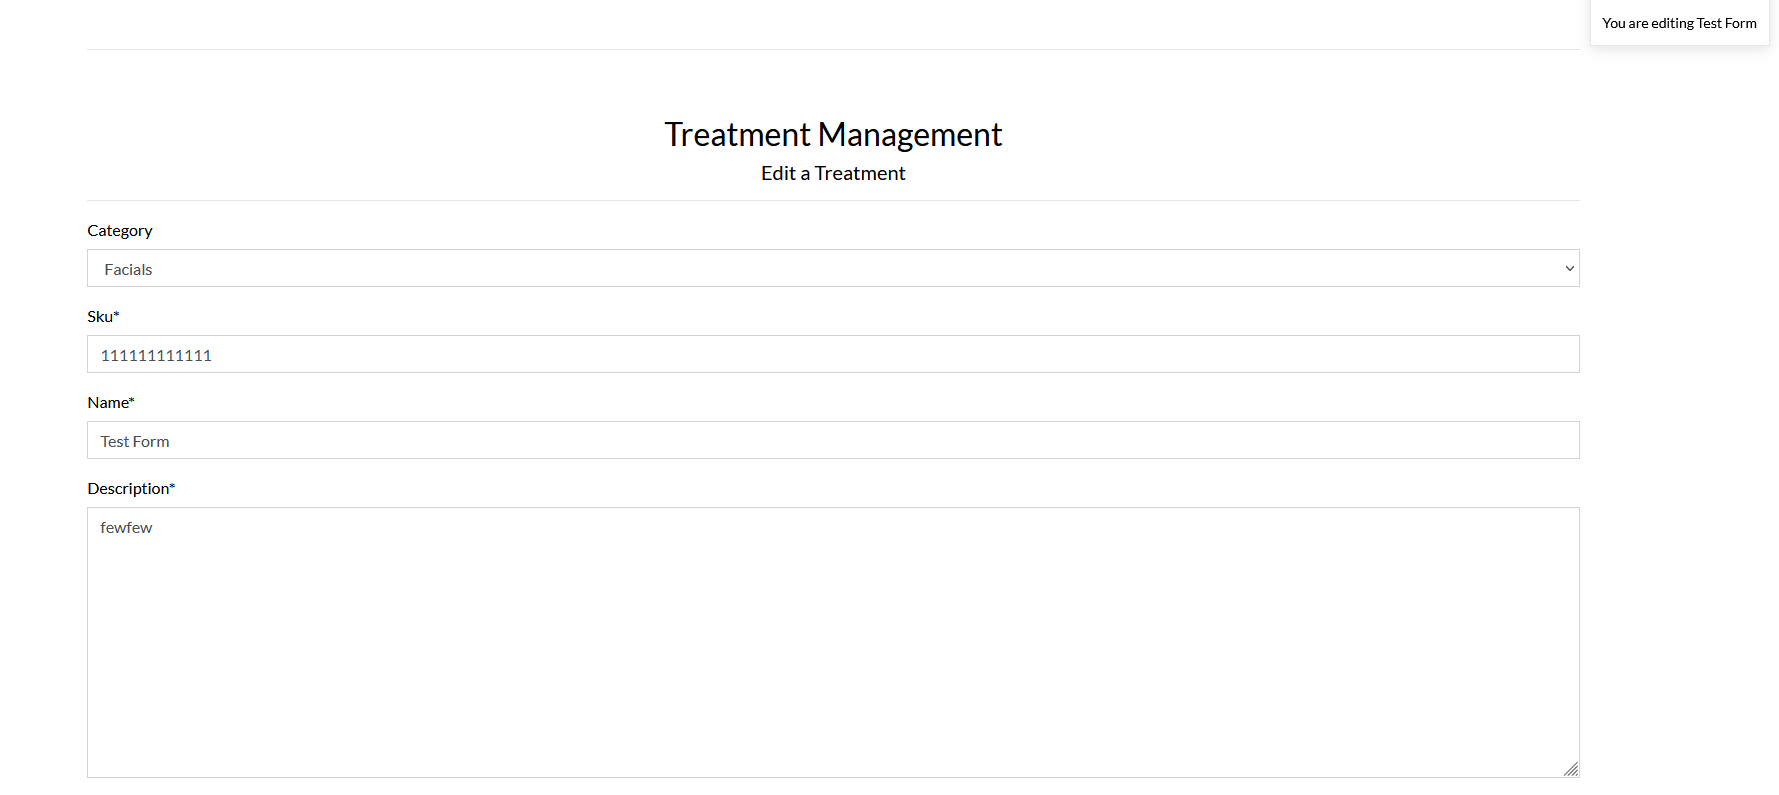 You are editing Test Form
Treatment Management
Edit a Treatment
Category
Facials
Sku*
111111111111
Name*
Test Form
Description*
fewfew